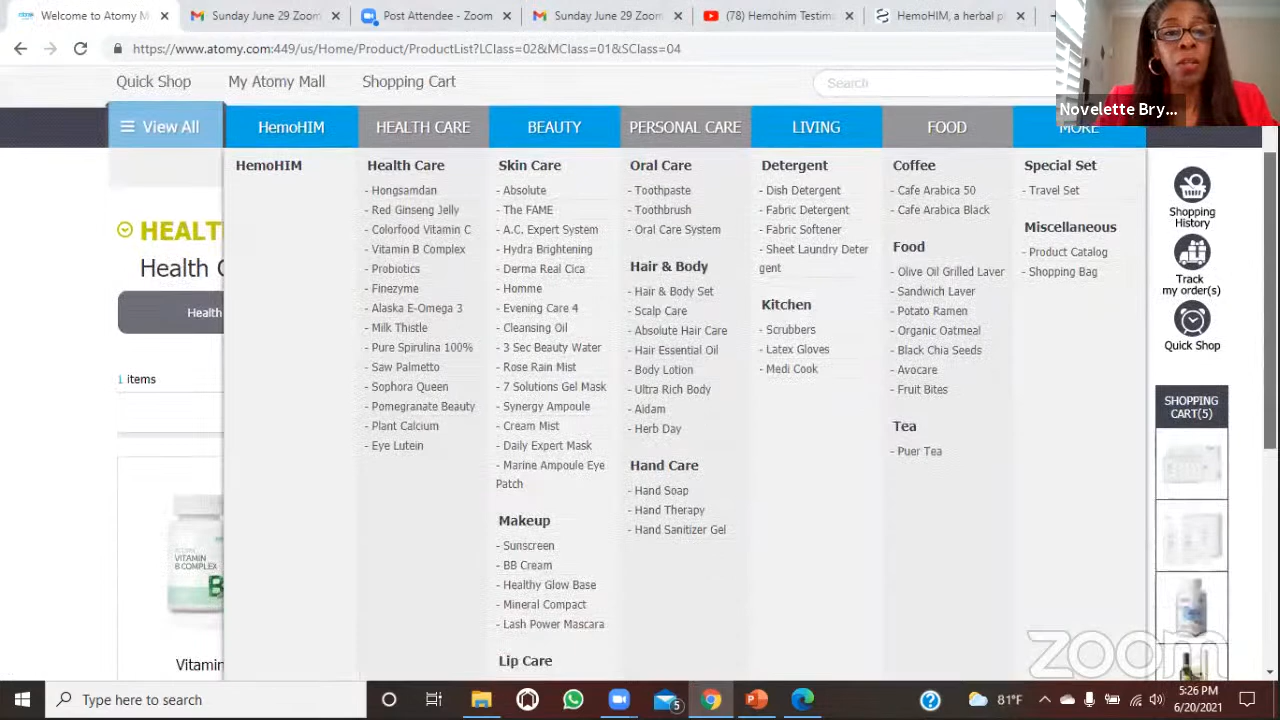 Welcome to Atomy M
Sunday June 29 Zoom
Post Attendee - Zoom
Sunday June 29 Zoom
(78) Hemohim Testima
HemoHIM, a herbal p
https://www.atomy.com:449/us/Home/Product/ProductList?LClass=02&MClass=01&SClass=04
Quick Shop
My Atomy Mall
Shopping Cart
Search
Novelette Bry...
View All
HemoHIM
HEALTH CARE
BEAUTY
PERSONAL CARE
LIVING
FOOD
MORE
HemoHIM
Health Care
- Hongsamdan
- Red Ginseng Jelly
- Colorfood Vitamin C
- Vitamin B Complex
- Probiotics
- Finezyme
- Alaska E-Omega 3
- Milk Thistle
- Pure Spirulina 100%
- Saw Palmetto
- Sophora Queen
- Pomegranate Beauty
- Plant Calcium
- Eye Lutein
Skin Care
- Absolute
- The FAME
- A.C. Expert System
- Hydra Brightening
- Derma Real Cica
- Homme
- Evening Care 4
- Cleansing Oil
- 3 Sec Beauty Water
- Rose Rain Mist
- 7 Solutions Gel Mask
- Synergy Ampoule
- Cream Mist
- Daily Expert Mask
- Marine Ampoule Eye
Patch
Makeup
- Sunscreen
- BB Cream
- Healthy Glow Base
- Mineral Compact
- Lash Power Mascara
Lip Care
Oral Care
- Toothpaste
- Toothbrush
- Oral Care System
Hair & Body
- Hair & Body Set
- Scalp Care
- Absolute Hair Care
- Hair Essential Oil
- Body Lotion
- Ultra Rich Body
- Aidam
- Herb Day
Hand Care
- Hand Soap
- Hand Therapy
- Hand Sanitizer Gel
Detergent
- Dish Detergent
- Fabric Detergent
- Fabric Softener
- Sheet Laundry Deter
gent
Kitchen
- Scrubbers
- Latex Gloves
- Medi Cook
Coffee
- Cafe Arabica 50
- Cafe Arabica Black
Food
- Olive Oil Grilled Laver
- Sandwich Laver
- Potato Ramen
- Organic Oatmeal
- Black Chia Seeds
- Avocare
- Fruit Bites
Tea
- Puer Tea
Special Set
- Travel Set
Miscellaneous
- Product Catalog
- Shopping Bag
HEALT
Health C
Health
1 items
VITAMIN
B COMPLEX
B
Vitamin
Shopping
History
Track
my order(s)
Quick Shop
SHOPPING
CART(5)
zoom
Type here to search
5
81°F
5:26 PM
6/20/2021